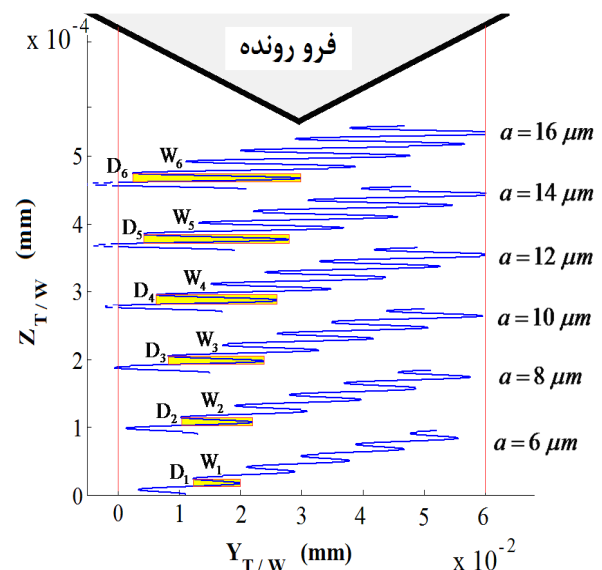 x 10⁻⁴
فرو رونده
a = 16 μm
5
W₆
D₆
a = 14 μm
4
W₅
D₅
a = 12 μm
3
W₄
D₄
a = 10 μm
2
W₃
D₃
a = 8 μm
1
W₂
D₂
a = 6 μm
W₁
D₁
0
Z_T/W (mm)
0 1 2 3 4 5 6
Y_T/W (mm)
x 10⁻²